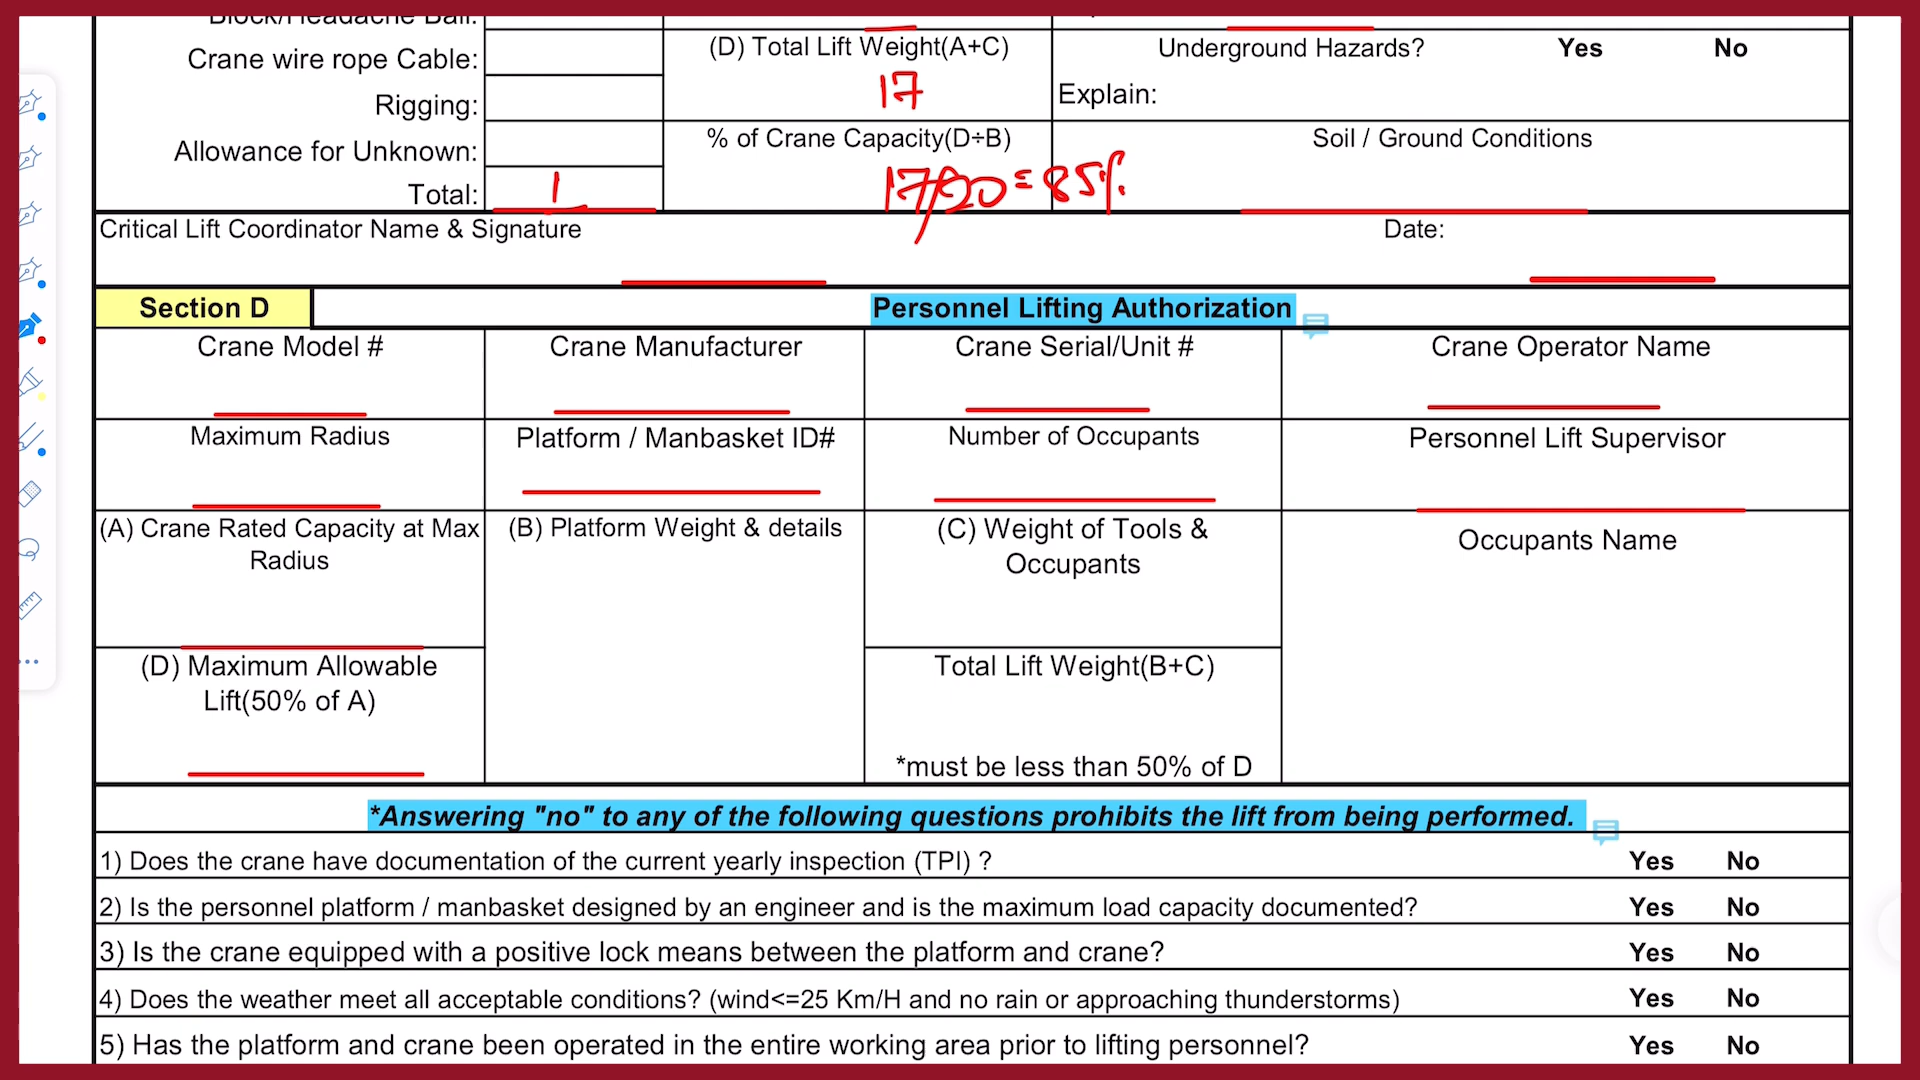 Block/Headache Ball:
Crane wire rope Cable:
(D) Total Lift Weight(A+C)
17
Underground Hazards? Yes No
Rigging:
Explain:
Allowance for Unknown:
% of Crane Capacity(D÷B)
17/20=85%
Soil / Ground Conditions
Total: 1
Critical Lift Coordinator Name & Signature
Date:
Section D
Personnel Lifting Authorization
Crane Model #
Crane Manufacturer
Crane Serial/Unit #
Crane Operator Name
Maximum Radius
Platform / Manbasket ID#
Number of Occupants
Personnel Lift Supervisor
(A) Crane Rated Capacity at Max
Radius
(B) Platform Weight & details
(C) Weight of Tools &
Occupants
Occupants Name
(D) Maximum Allowable
Lift(50% of A)
Total Lift Weight(B+C)
*must be less than 50% of D
*Answering "no" to any of the following questions prohibits the lift from being performed.
1) Does the crane have documentation of the current yearly inspection (TPI) ? Yes No
2) Is the personnel platform / manbasket designed by an engineer and is the maximum load capacity documented? Yes No
3) Is the crane equipped with a positive lock means between the platform and crane? Yes No
4) Does the weather meet all acceptable conditions? (wind<=25 Km/H and no rain or approaching thunderstorms) Yes No
5) Has the platform and crane been operated in the entire working area prior to lifting personnel? Yes No